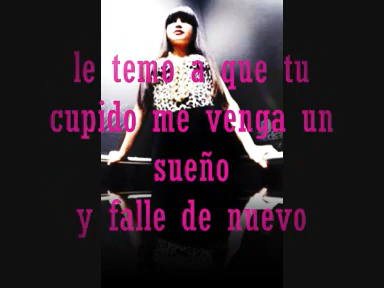 le temo a que tu
cupido me venga un
sueño
y falle de nuevo